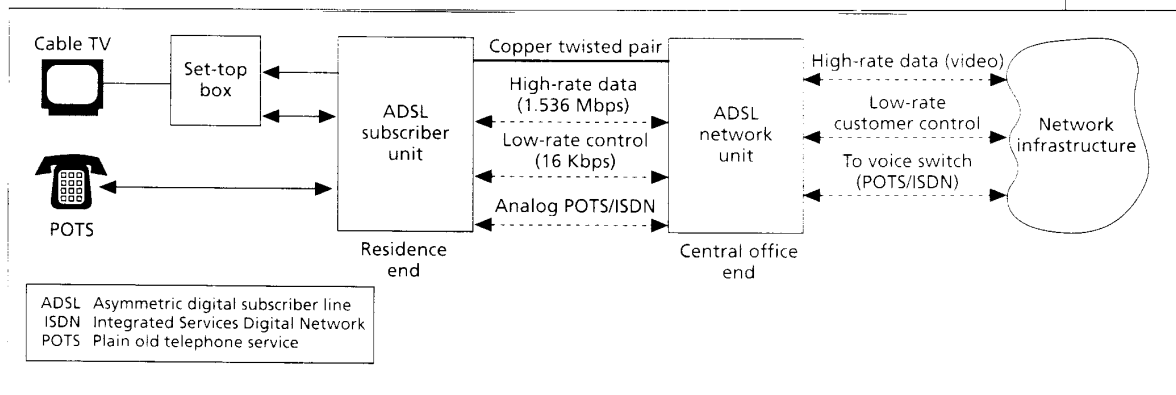 Cable TV
Set-top
box
POTS
ADSL
subscriber
unit
Residence
end
Copper twisted pair
High-rate data
(1.536 Mbps)
Low-rate control
(16 Kbps)
Analog POTS/ISDN
ADSL
network
unit
Central office
end
High-rate data (video)
Low-rate
customer control
To voice switch
(POTS/ISDN)
Network
infrastructure
ADSL Asymmetric digital subscriber line
ISDN Integrated Services Digital Network
POTS Plain old telephone service